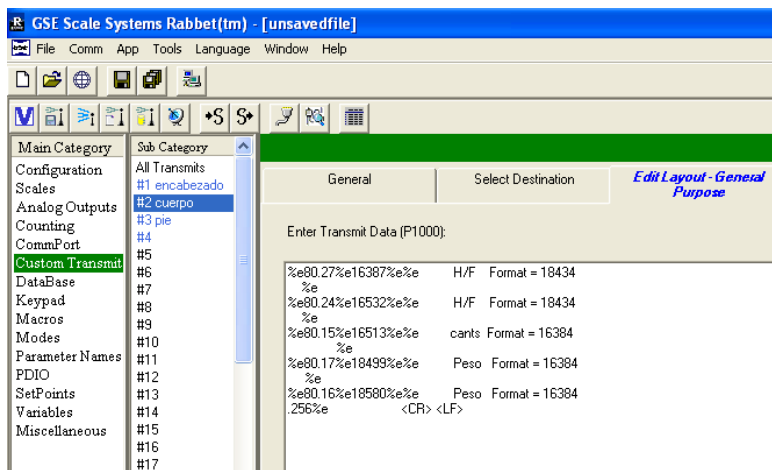 GSE Scale Systems Rabbet(tm) - [unsavedfile]
File Comm App Tools Language Window Help
Main Category
Configuration
Scales
Analog Outputs
Counting
CommPort
Custom Transmit
DataBase
Keypad
Macros
Modes
Parameter Names
PDIO
SetPoints
Variables
Miscellaneous
Sub Category
All Transmits
#1 encabezado
#2 cuerpo
#3 pie
#4
#5
#6
#7
#8
#9
#10
#11
#12
#13
#14
#15
#16
#17
General
Select Destination
Edit Layout - General
Purpose
Enter Transmit Data (P1000):
%e80.27%e16387%e%e H/F Format = 18434
%e
%e80.24%e16532%e%e H/F Format = 18434
%e
%e80.15%e16513%e%e cants Format = 16384
%e
%e80.17%e18499%e%e Peso Format = 16384
%e
%e80.16%e18580%e%e Peso Format = 16384
.256%e <CR> <LF>